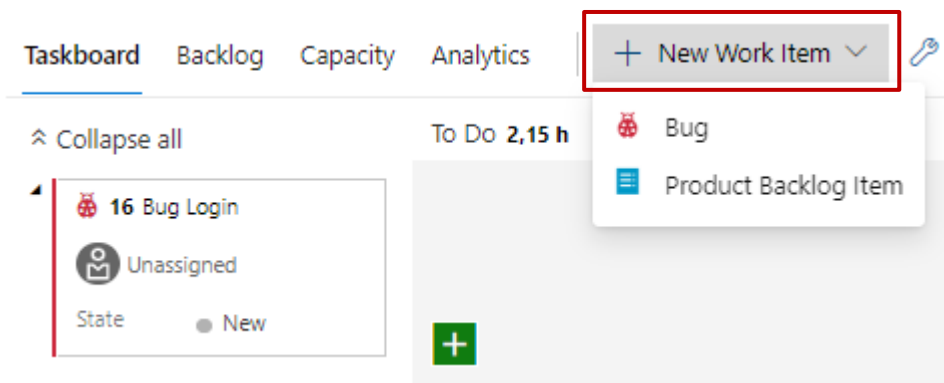 Taskboard Backlog Capacity Analytics + New Work Item
Bug
Product Backlog Item
Collapse all
To Do 2,15 h
16 Bug Login
Unassigned
State New